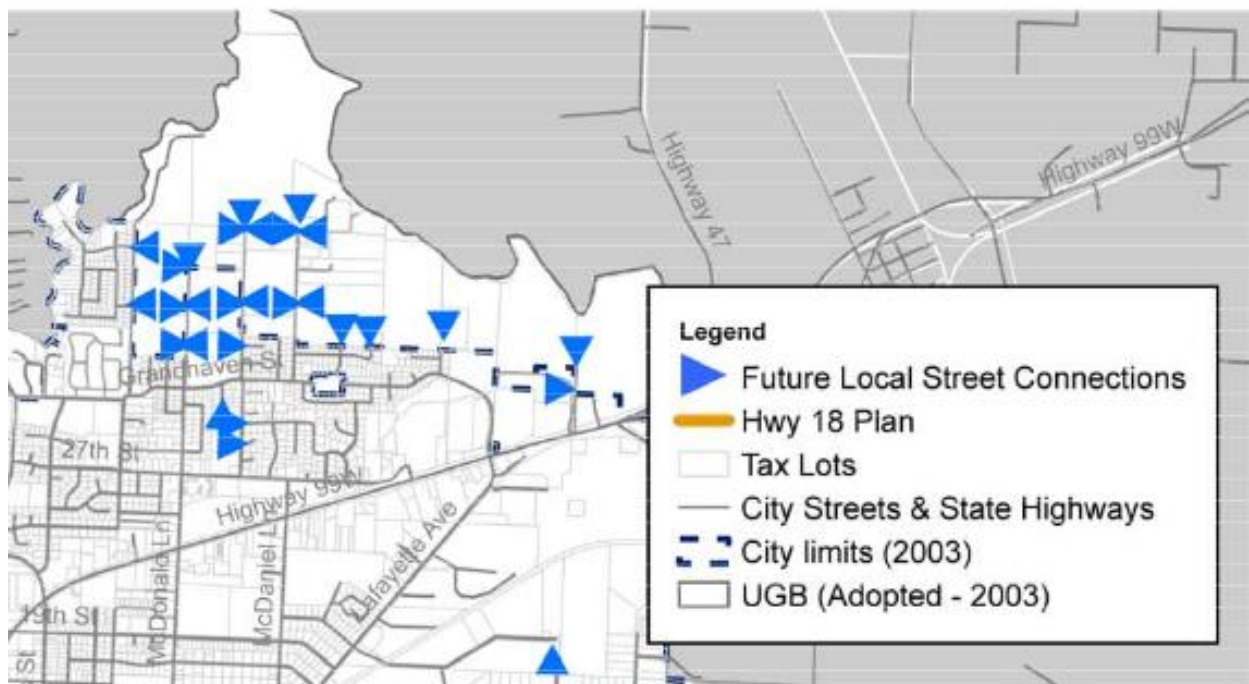 Highway 47
Highway 99W
Grandhaven St
27th St
Highway 99W
McDonald Ln
McDaniel Ln
Lafayette Ave
19th St
St
Legend
Future Local Street Connections
Hwy 18 Plan
Tax Lots
City Streets & State Highways
City limits (2003)
UGB (Adopted - 2003)